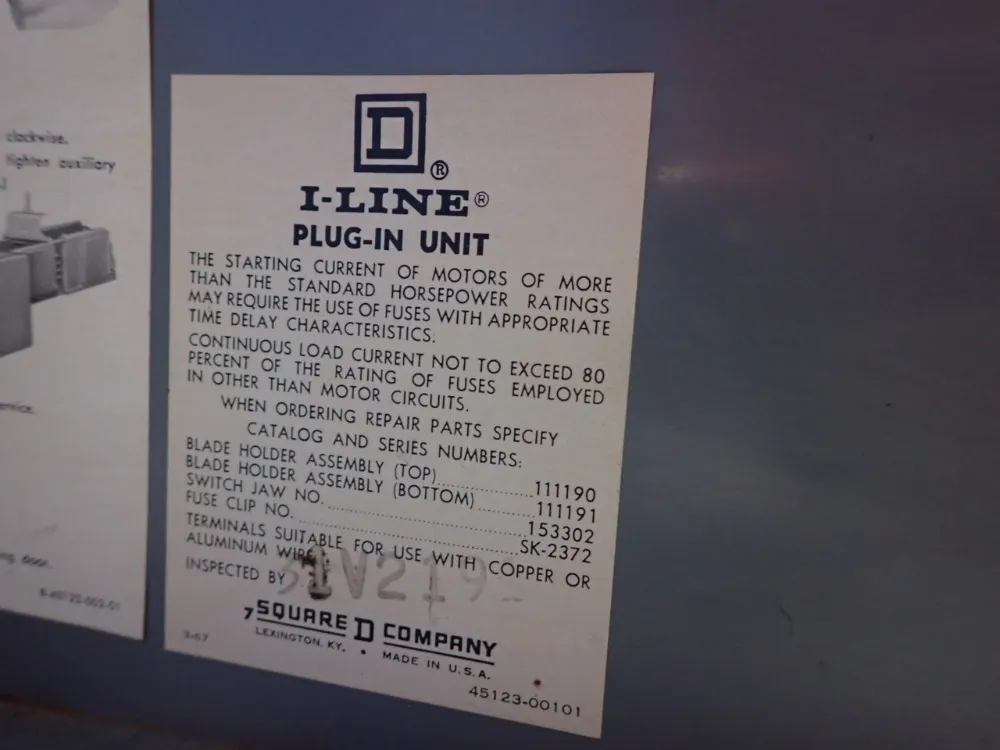 clockwise.
tighten auxiliary
ng door.
D®
I-LINE®
PLUG-IN UNIT
THE STARTING CURRENT OF MOTORS OF MORE
THAN THE STANDARD HORSEPOWER RATINGS
MAY REQUIRE THE USE OF FUSES WITH APPROPRIATE
TIME DELAY CHARACTERISTICS.
CONTINUOUS LOAD CURRENT NOT TO EXCEED 80
PERCENT OF THE RATING OF FUSES EMPLOYED
IN OTHER THAN MOTOR CIRCUITS.
WHEN ORDERING REPAIR PARTS SPECIFY
CATALOG AND SERIES NUMBERS:
BLADE HOLDER ASSEMBLY (TOP)..................111190
BLADE HOLDER ASSEMBLY (BOTTOM)...........111191
SWITCH JAW NO. ........................................153302
FUSE CLIP NO. .........................................SK-2372
TERMINALS SUITABLE FOR USE WITH COPPER OR
ALUMINUM WIRE
INSPECTED BY
7 SQUARE D COMPANY
LEXINGTON, KY. • MADE IN U.S.A.
3-67
45123-00101